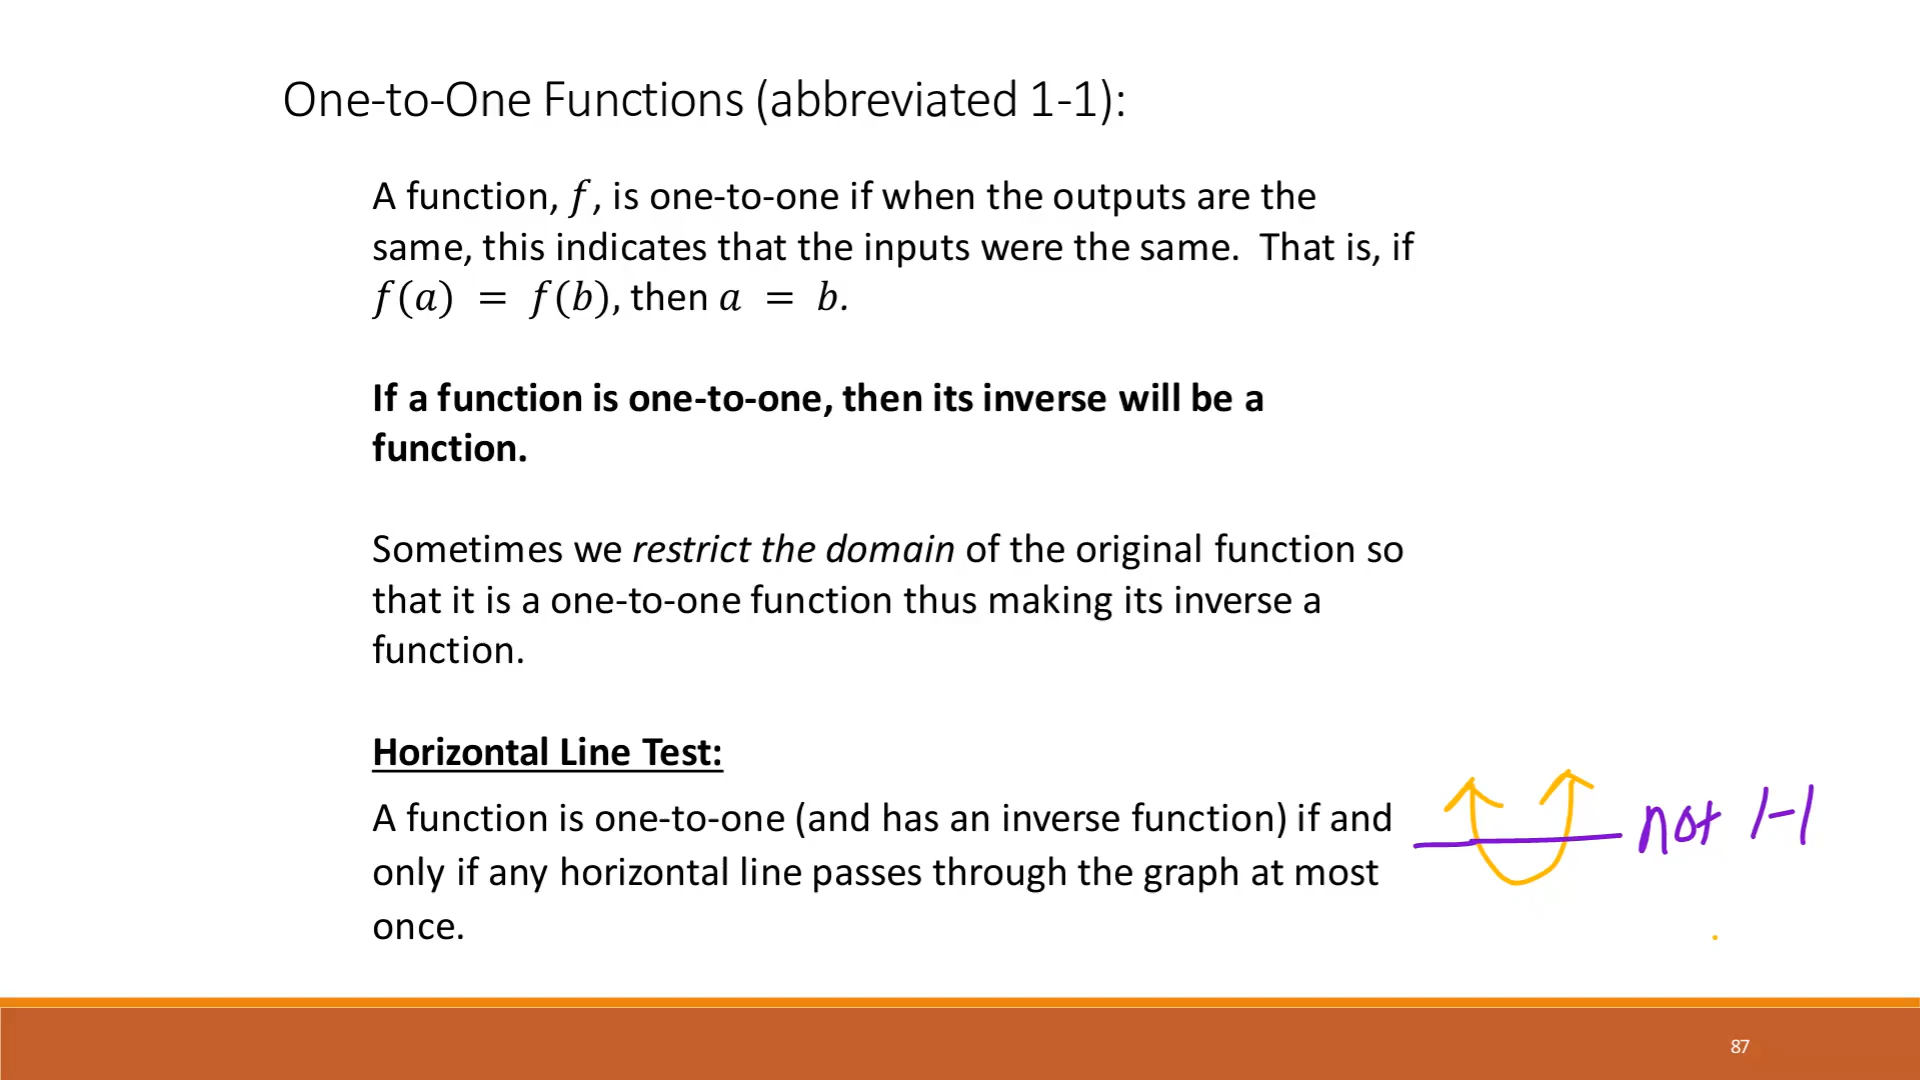 One-to-One Functions (abbreviated 1-1):
A function, f, is one-to-one if when the outputs are the
same, this indicates that the inputs were the same.  That is, if
f(a) = f(b), then a = b.
If a function is one-to-one, then its inverse will be a
function.
Sometimes we restrict the domain of the original function so
that it is a one-to-one function thus making its inverse a
function.
Horizontal Line Test:
A function is one-to-one (and has an inverse function) if and
only if any horizontal line passes through the graph at most
once.
not 1-1
87